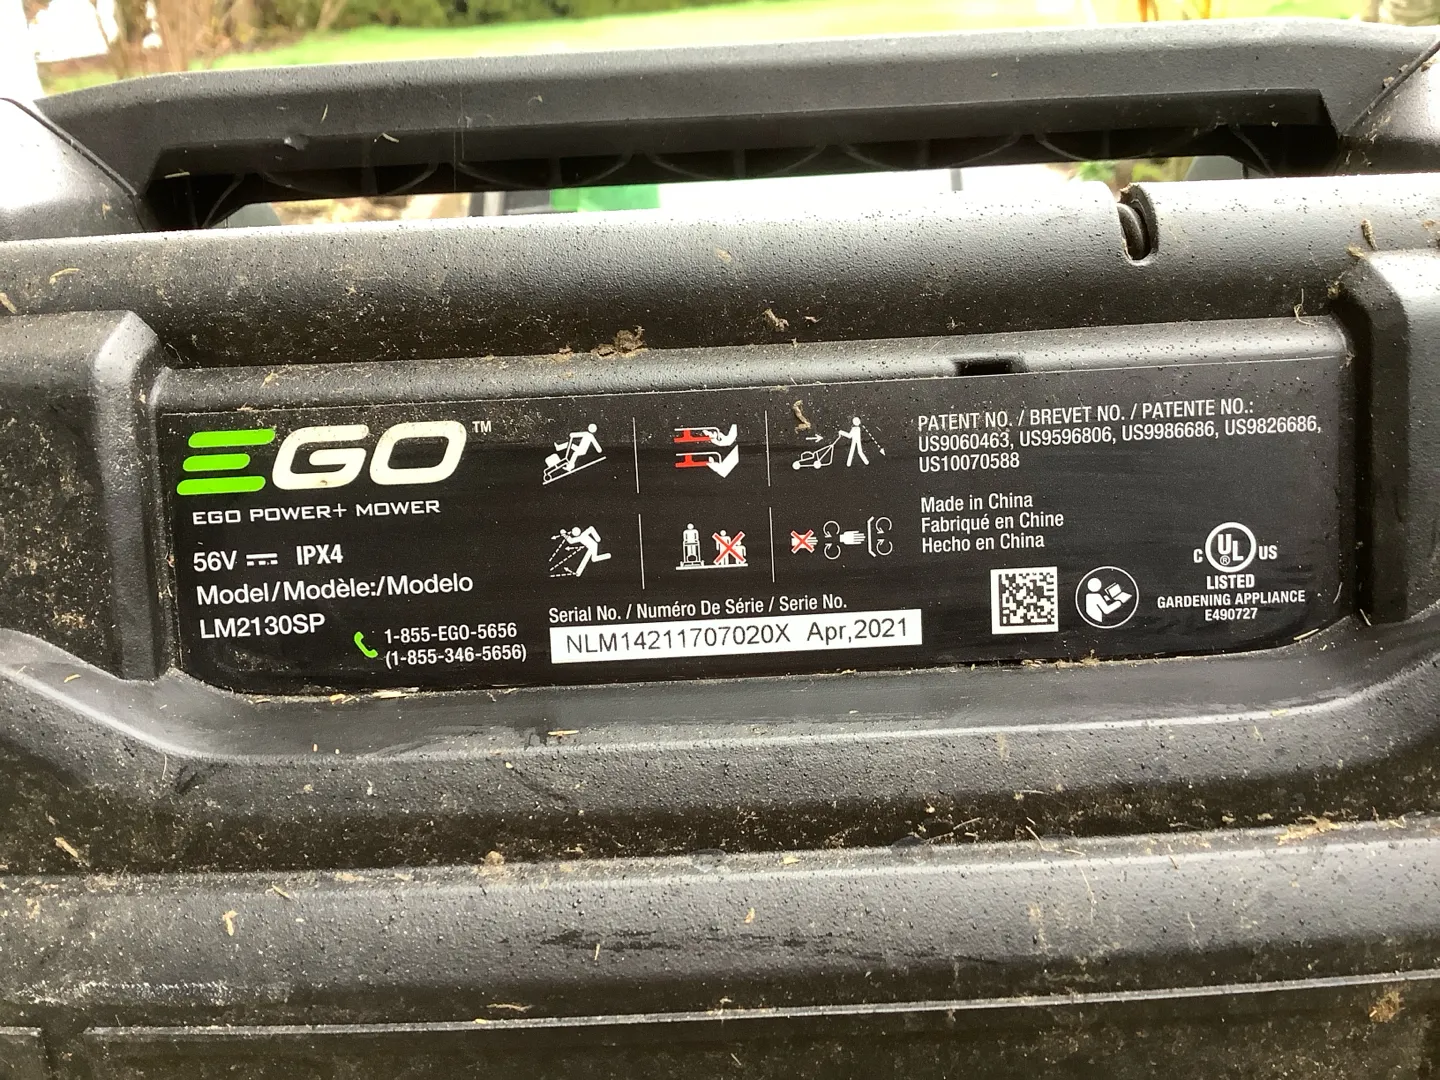 EGO™
EGO POWER+ MOWER
56V IPX4
Model/Modèle:/Modelo
LM2130SP
1-855-EGO-5656
(1-855-346-5656)
Serial No. / Numéro De Série / Serie No.
NLM14211707020X Apr,2021
PATENT NO. / BREVET NO. / PATENTE NO.:
US9060463, US9596806, US9986686, US9826686,
US10070588
Made in China
Fabriqué en Chine
Hecho en China
C UL ® US
LISTED
GARDENING APPLIANCE
E490727